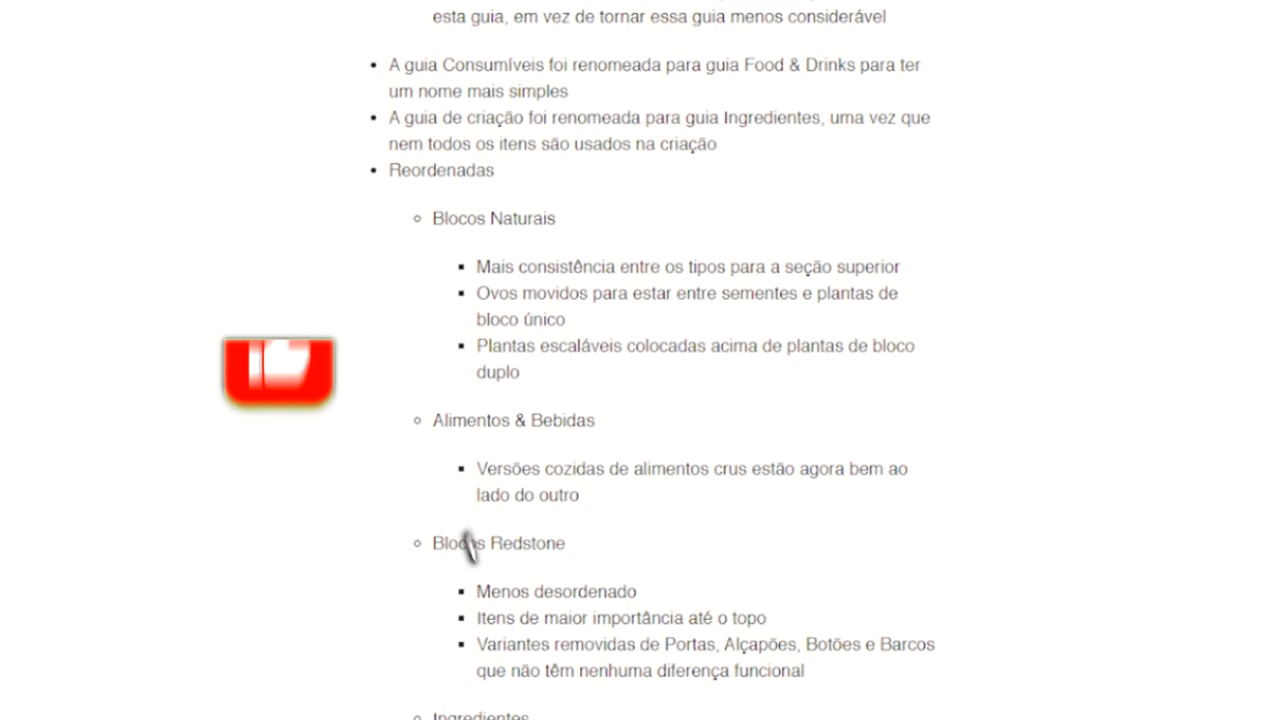 esta guia, em vez de tornar essa guia menos considerável
A guia Consumíveis foi renomeada para guia Food & Drinks para ter
um nome mais simples
A guia de criação foi renomeada para guia Ingredientes, uma vez que
nem todos os itens são usados na criação
Reordenadas
Blocos Naturais
Mais consistência entre os tipos para a seção superior
Ovos movidos para estar entre sementes e plantas de
bloco único
Plantas escaláveis colocadas acima de plantas de bloco
duplo
Alimentos & Bebidas
Versões cozidas de alimentos crus estão agora bem ao
lado do outro
Blocos Redstone
Menos desordenado
Itens de maior importância até o topo
Variantes removidas de Portas, Alçapões, Botões e Barcos
que não têm nenhuma diferença funcional
Ingredientes